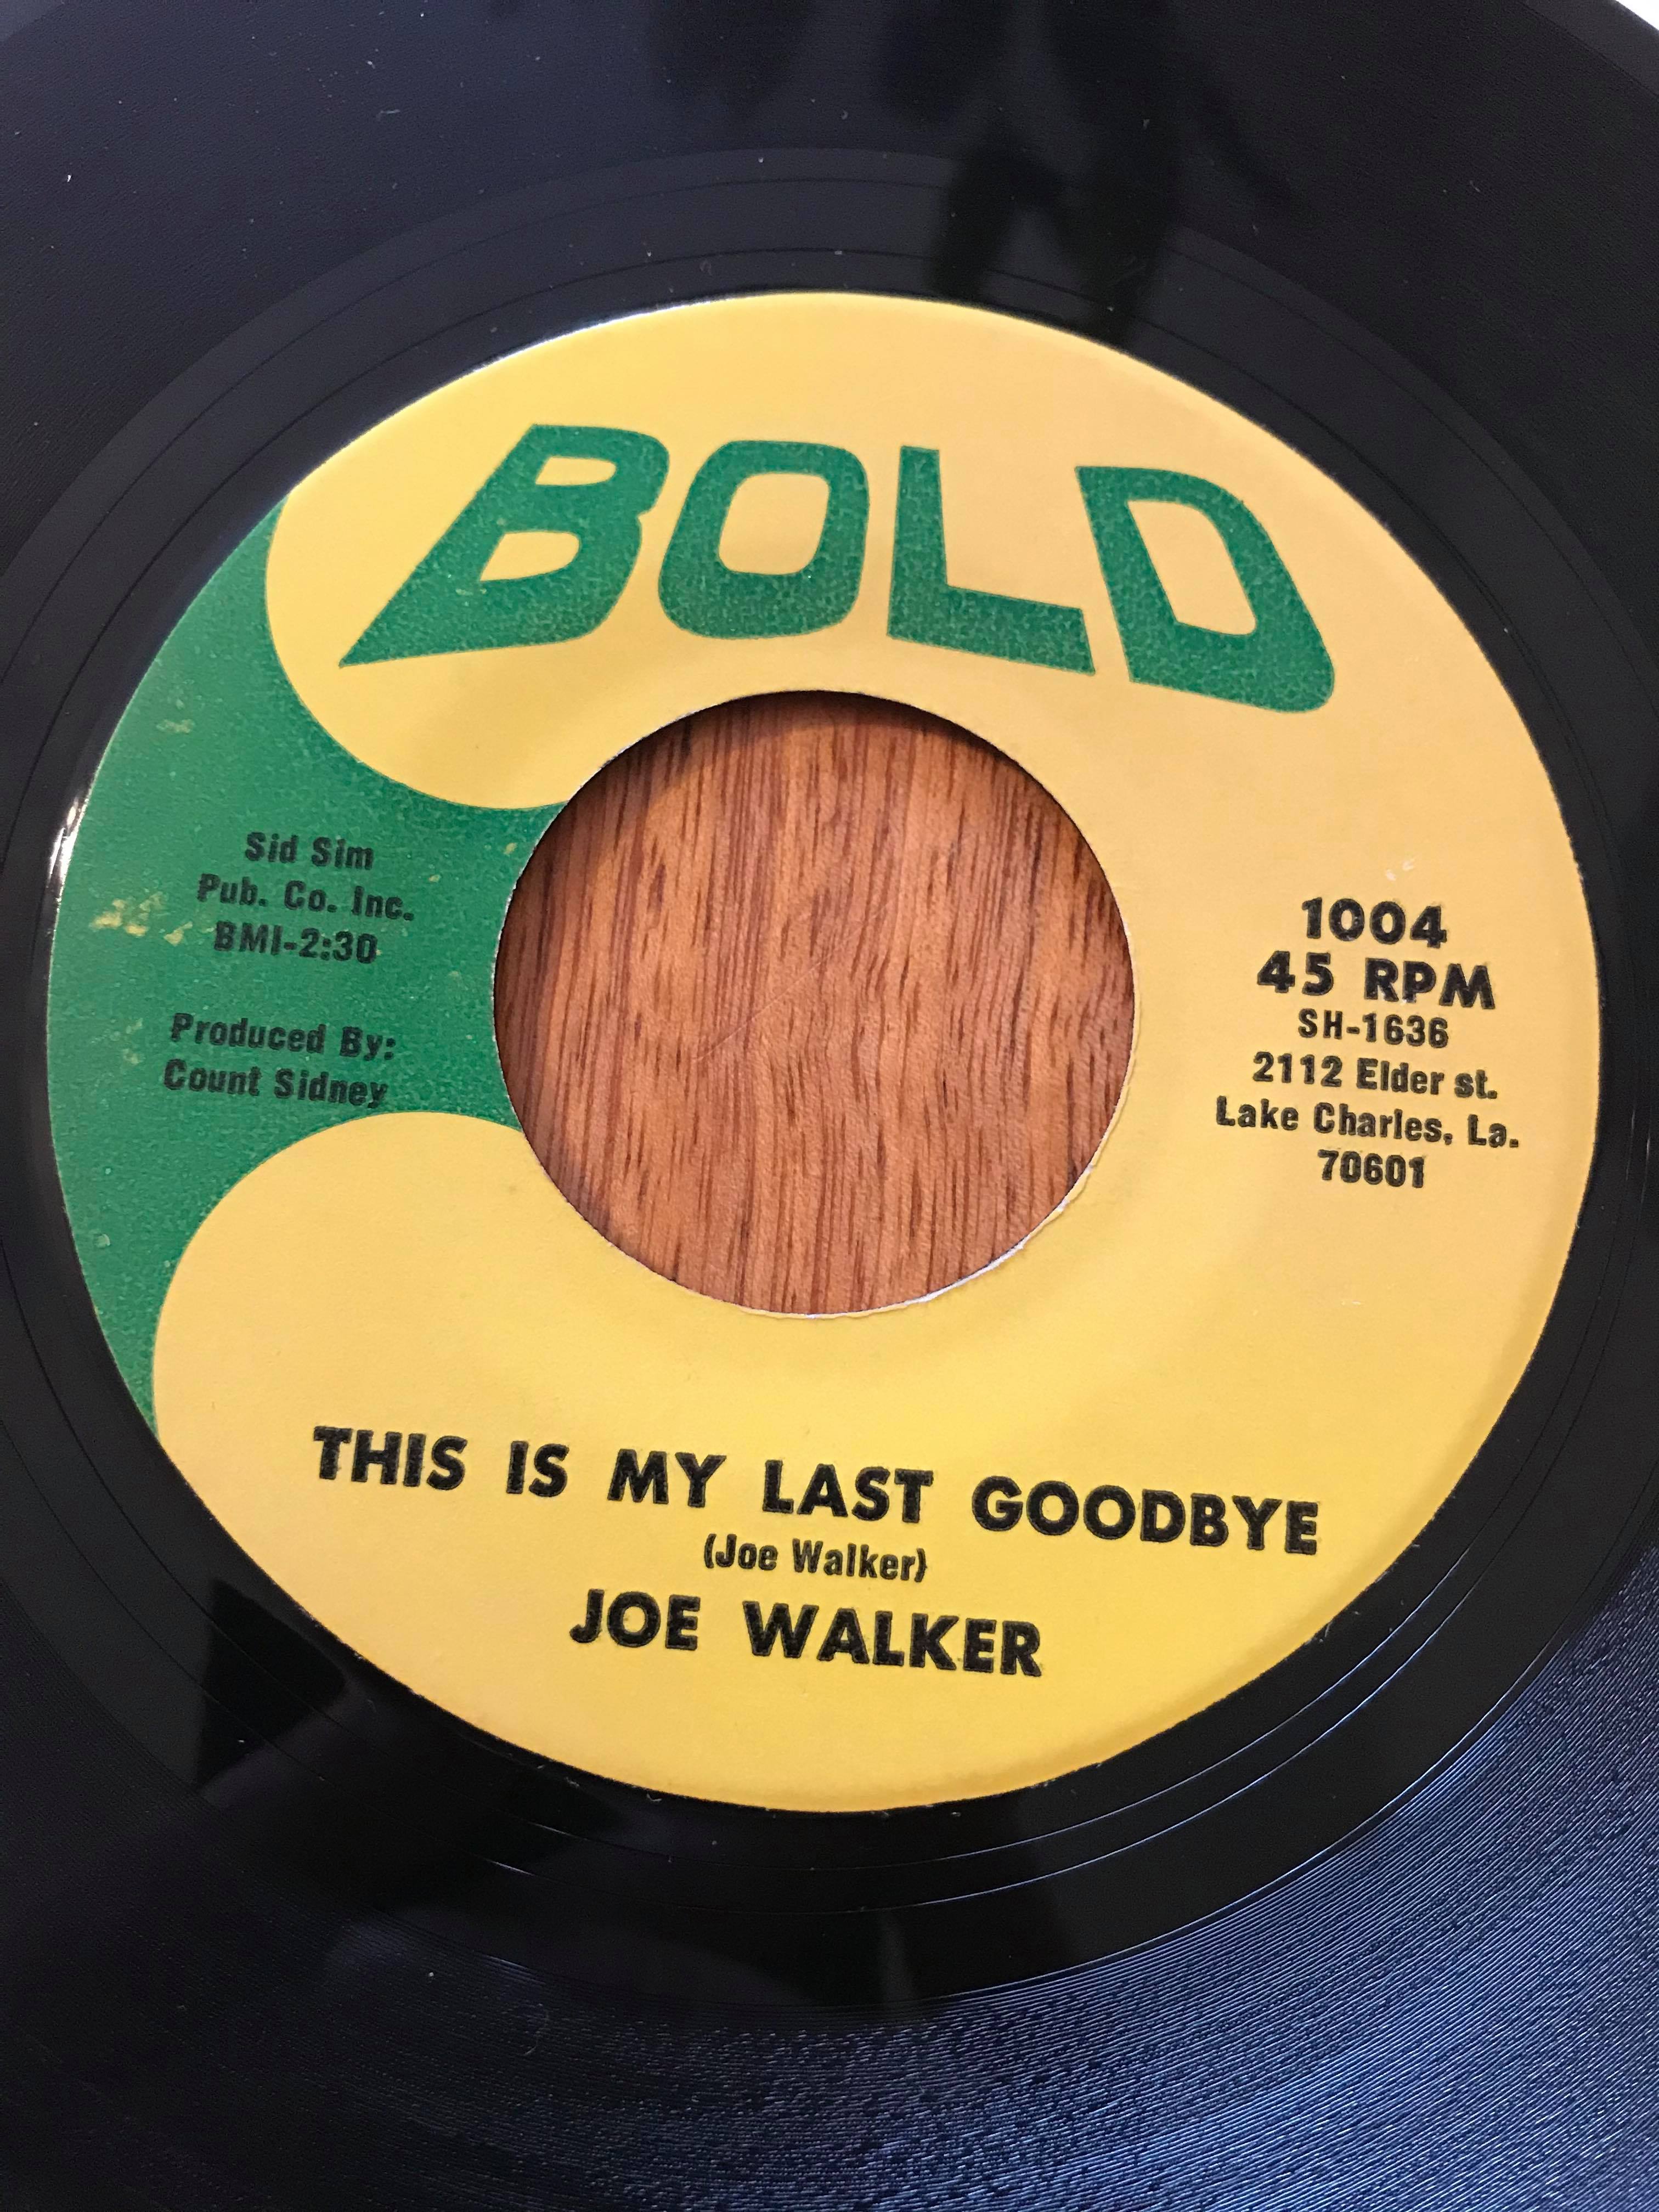 BOLD
Sid Sim
Pub. Co. Inc.
BMI-2:30
Produced By:
Count Sidney
1004
45 RPM
SH-1636
2112 Elder st.
Lake Charles, La.
70601
THIS IS MY LAST GOODBYE
(Joe Walker)
JOE WALKER